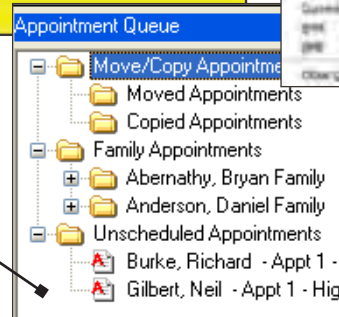 Appointment Queue
Move/Copy Appointme
Moved Appointments
Copied Appointments
Family Appointments
Abernathy, Bryan Family
Anderson, Daniel Family
Unscheduled Appointments
Burke, Richard - Appt 1 -
Gilbert, Neil - Appt 1 - Hig